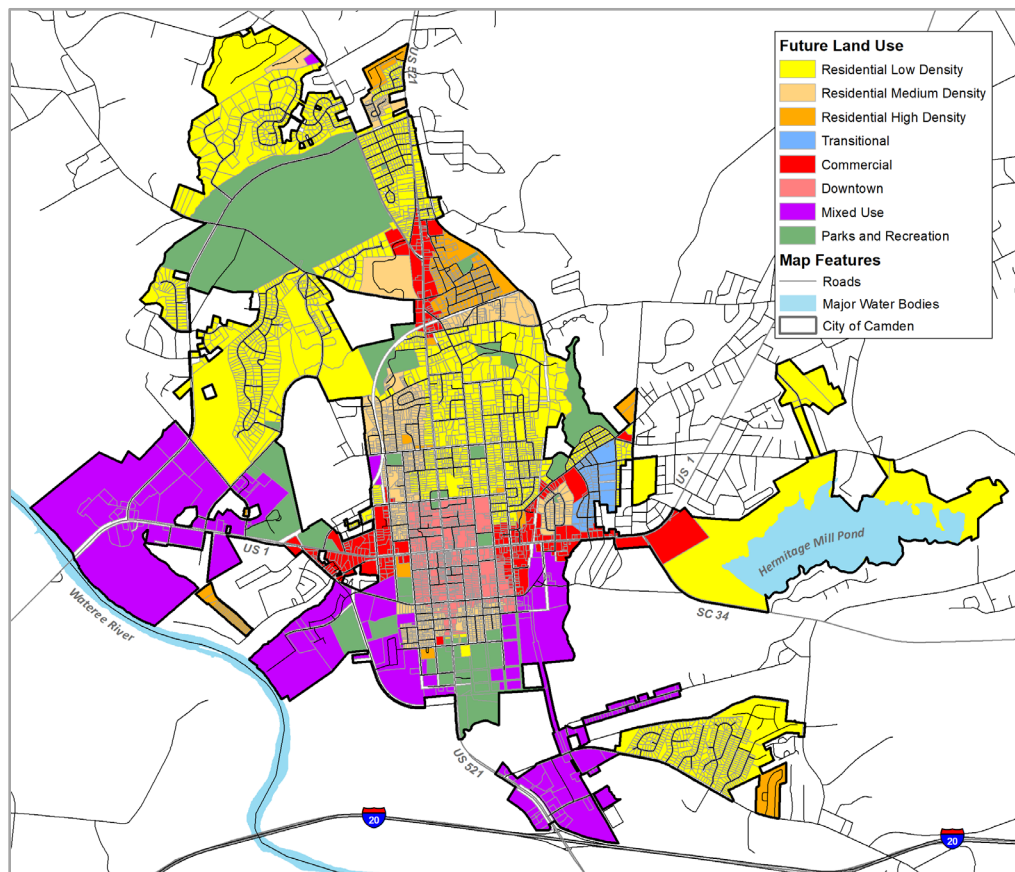 US 521
Future Land Use
Residential Low Density
Residential Medium Density
Residential High Density
Transitional
Commercial
Downtown
Mixed Use
Parks and Recreation
Map Features
Roads
Major Water Bodies
City of Camden
US 1
US 1
Hermitage Mill Pond
Wateree River
SC 34
US 521
20
20